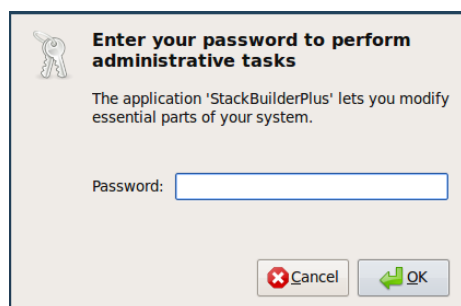 Enter your password to perform
administrative tasks
The application 'StackBuilderPlus' lets you modify
essential parts of your system.
Password:
Cancel
OK